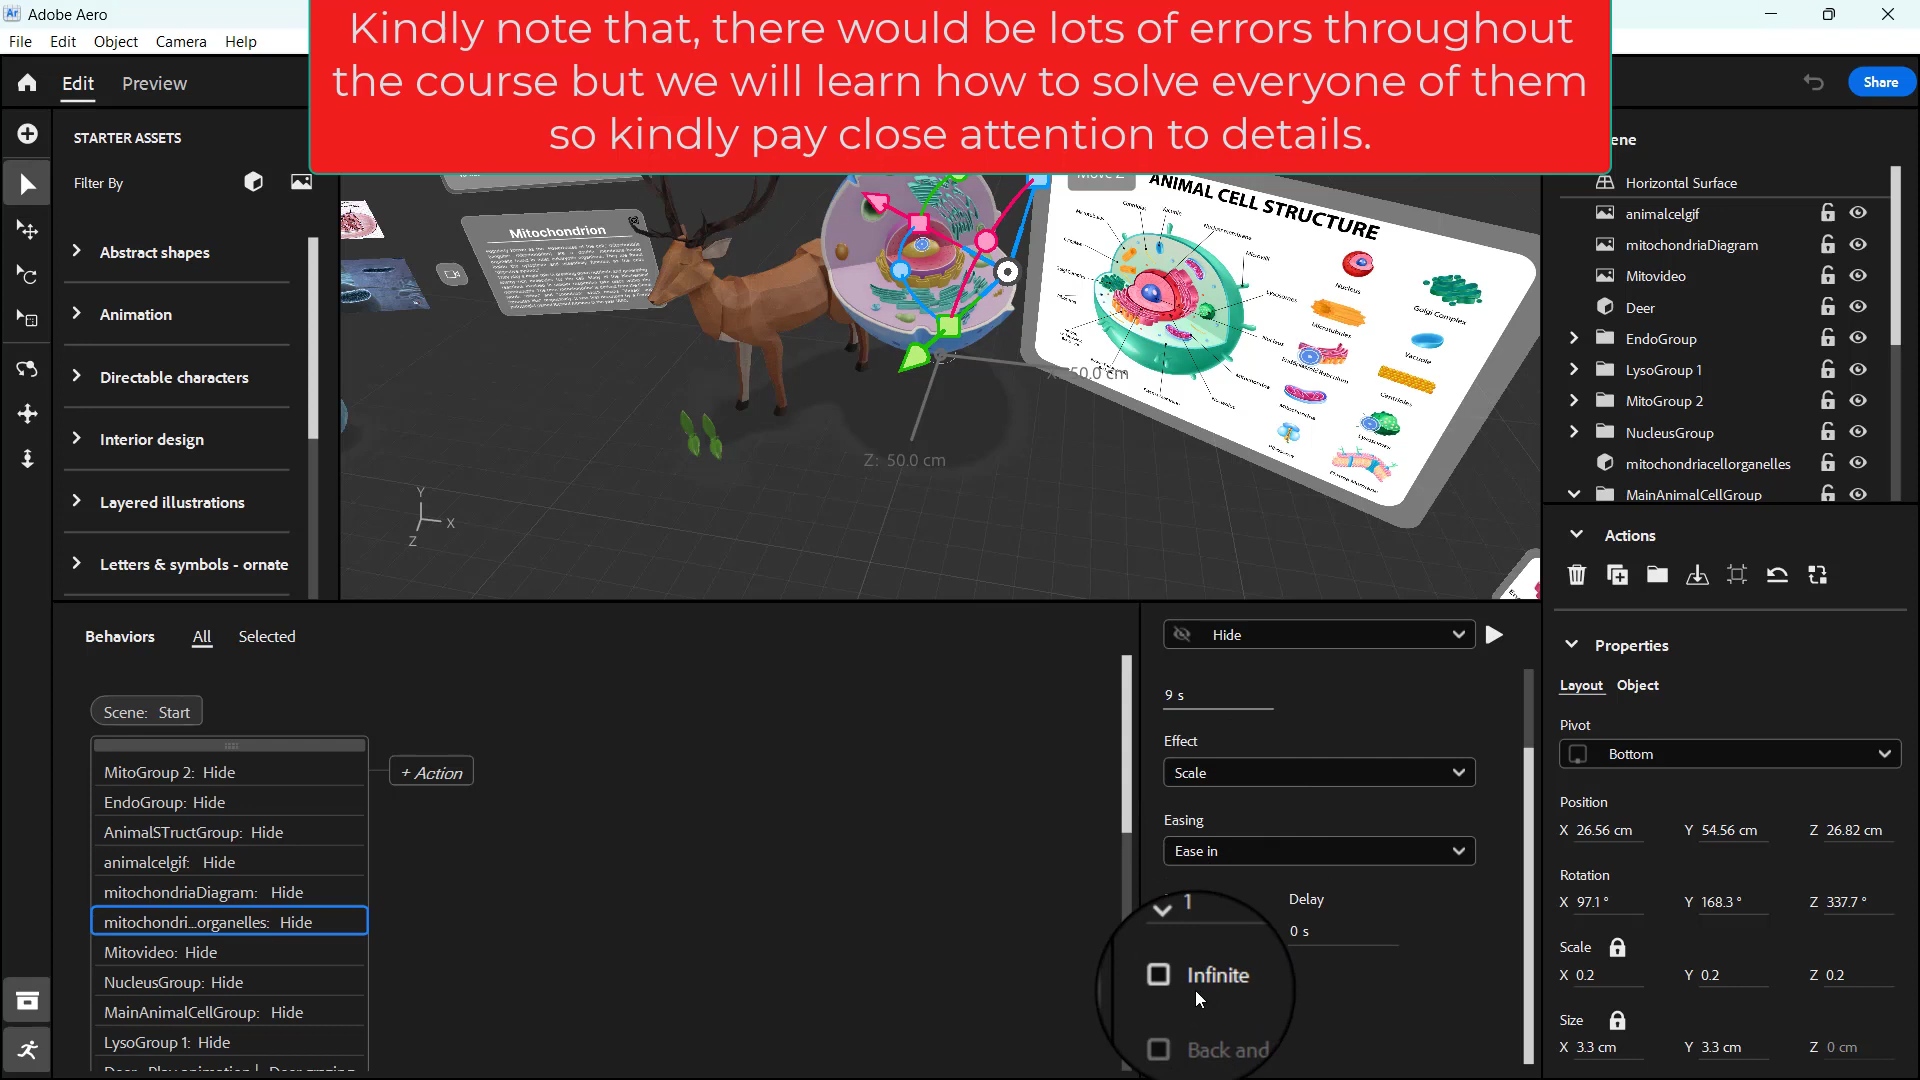 Adobe Aero
Kindly note that, there would be lots of errors throughout
the course but we will learn how to solve everyone of them
so kindly pay close attention to details.
File Edit Object Camera Help
Edit Preview
Share
STARTER ASSETS
Filter By
Abstract shapes
Animation
Directable characters
Interior design
Layered illustrations
Letters & symbols - ornate
Mitochondrion
ANIMAL CELL STRUCTURE
Nucleus
Golgi Complex
Microtubules
Vacuole
Centrioles
Z: 50.0 cm
Y
X
Z
ene
Horizontal Surface
animalcelgif
mitochondriaDiagram
Mitovideo
Deer
EndoGroup
LysoGroup 1
MitoGroup 2
NucleusGroup
mitochondriacellorganelles
MainAnimalCellGroup
Actions
Properties
Layout Object
Pivot
Bottom
Position
X 26.56 cm Y 54.56 cm Z 26.82 cm
Rotation
X 97.1° Y 168.3° Z 337.7°
Scale
X 0.2 Y 0.2 Z 0.2
Size
X 3.3 cm Y 3.3 cm Z 0 cm
Behaviors All Selected
Scene: Start
MitoGroup 2: Hide
+ Action
EndoGroup: Hide
AnimalSTructGroup: Hide
animalcelgif: Hide
mitochondriaDiagram: Hide
mitochondri...organelles: Hide
Mitovideo: Hide
NucleusGroup: Hide
MainAnimalCellGroup: Hide
LysoGroup 1: Hide
Hide
9 s
Effect
Scale
Easing
Ease in
Delay
1
0 s
Infinite
Back and